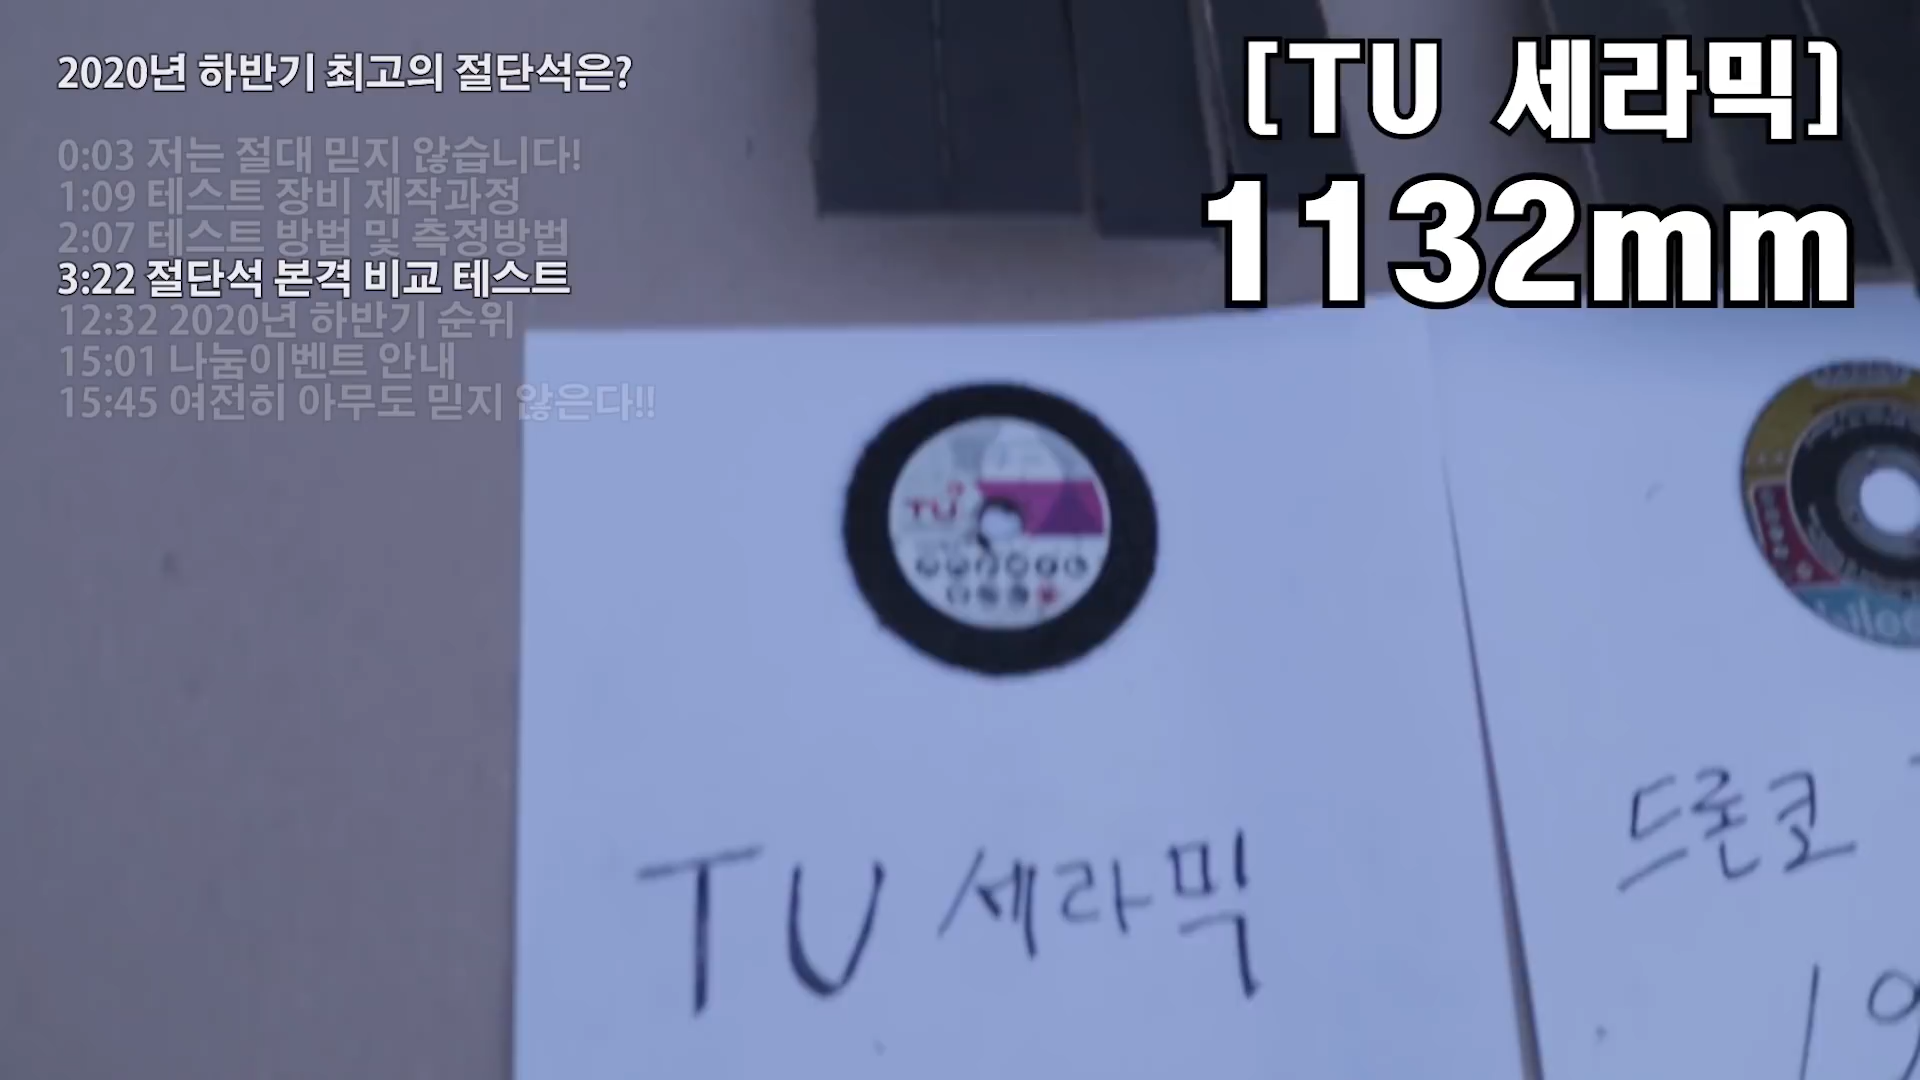 2020년 하반기 최고의 절단석은?
0:03 저는 절대 믿지 않습니다!
1:09 테스트 장비 제작과정
2:07 테스트 방법 및 측정방법
3:22 절단석 본격 비교 테스트
12:32 2020년 하반기 순위
15:01 나눔이벤트 안내
15:45 여전히 아무도 믿지 않은다!!
[TU 세라믹]
1132mm
TU
TU 세라믹
드론코
19